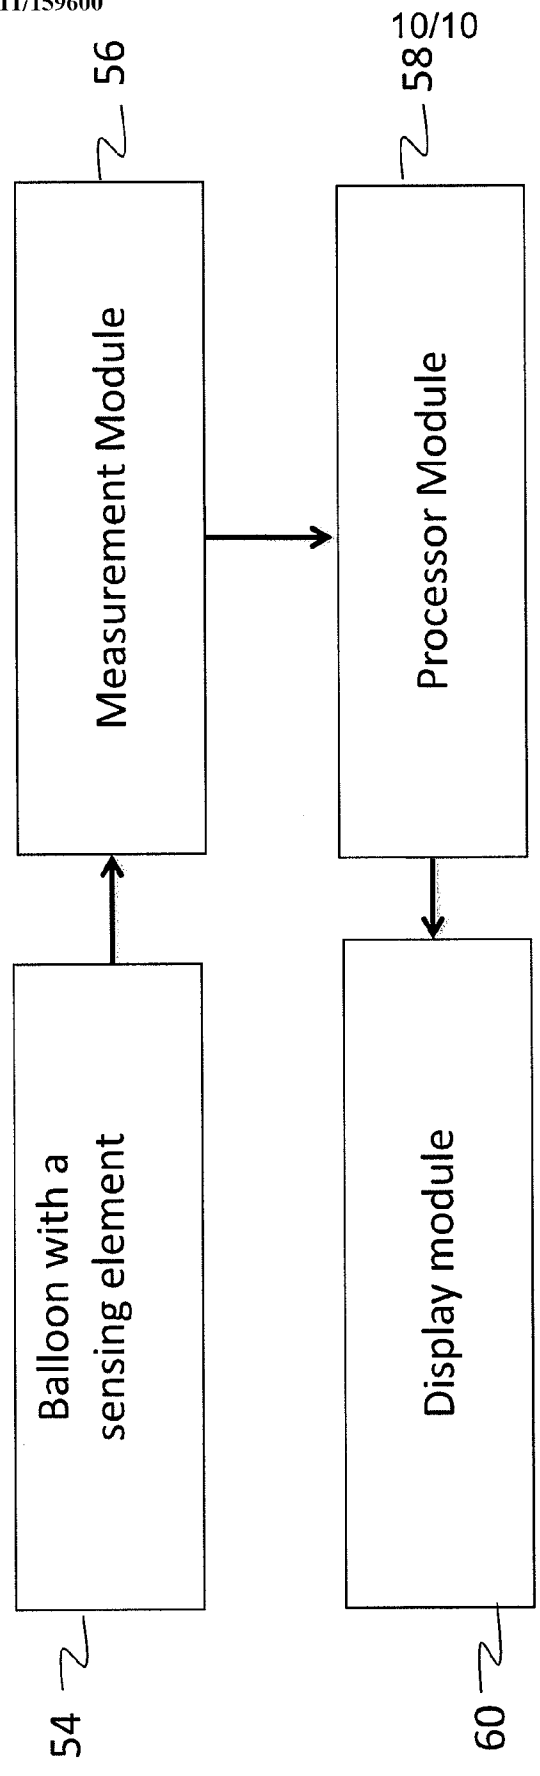 11/159600
10/10
54
Balloon with a
sensing element
56
Measurement Module
58
Processor Module
60
Display module